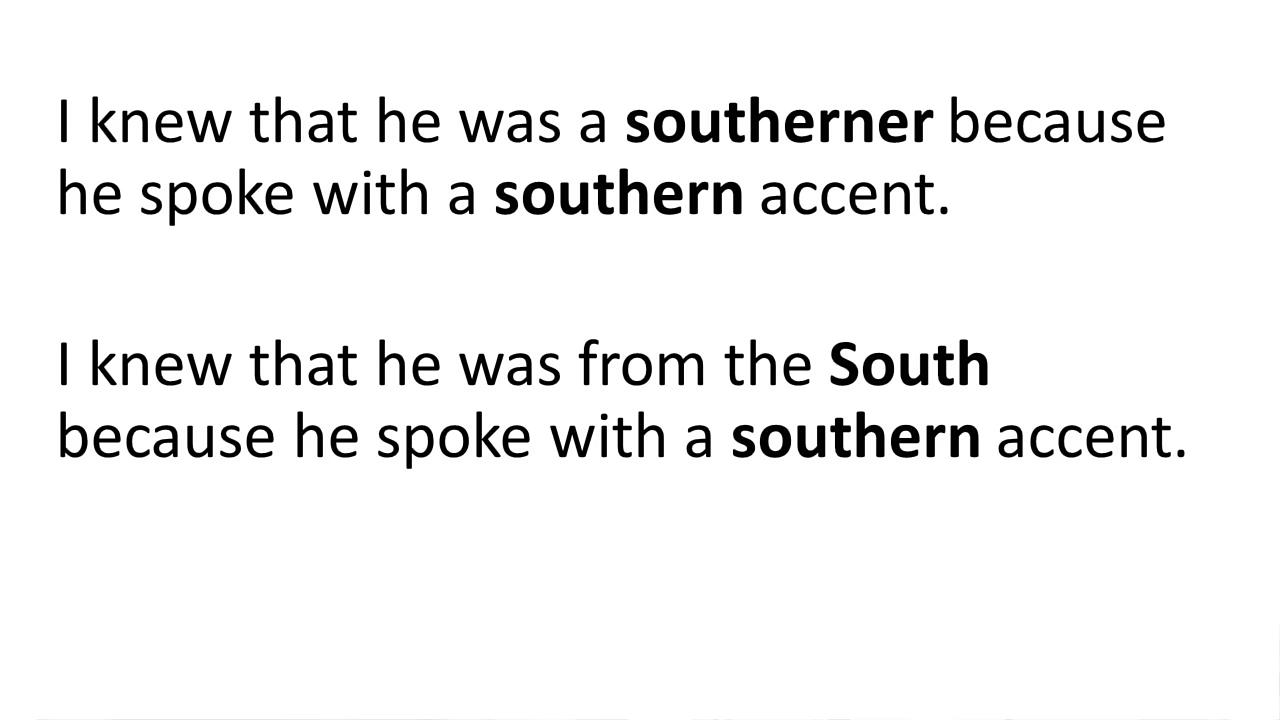 I knew that he was a southerner because
he spoke with a southern accent.
I knew that he was from the South
because he spoke with a southern accent.